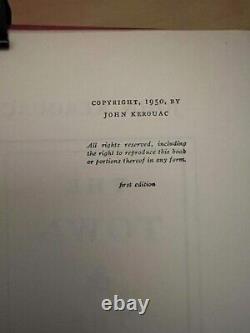 COPYRIGHT, 1950, BY
JOHN KEROUAC
All rights reserved, including
the right to reproduce this book
or portions thereof in any form.
first edition
ebay